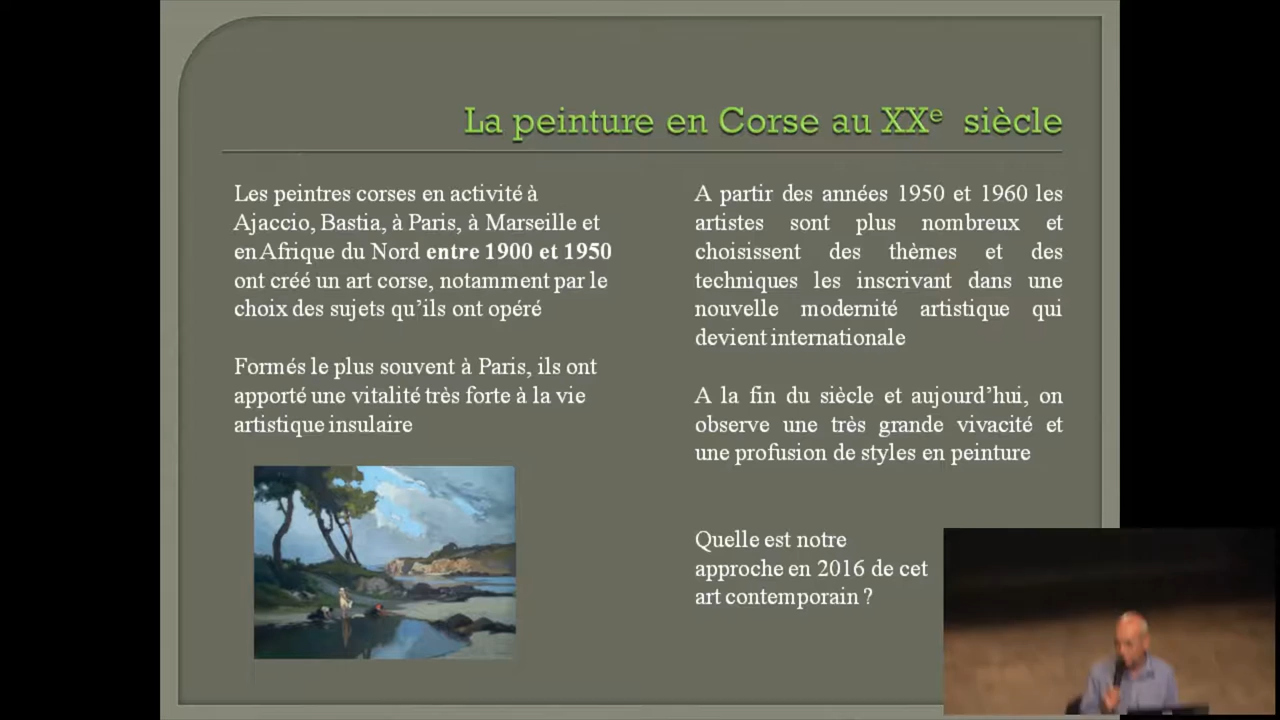 La peinture en Corse au XXe siècle
Les peintres corses en activité à
Ajaccio, Bastia, à Paris, à Marseille et
en Afrique du Nord entre 1900 et 1950
ont créé un art corse, notamment par le
choix des sujets qu’ils ont opéré
Formés le plus souvent à Paris, ils ont
apporté une vitalité très forte à la vie
artistique insulaire
A partir des années 1950 et 1960 les
artistes sont plus nombreux et
choisissent des thèmes et des
techniques les inscrivant dans une
nouvelle modernité artistique qui
devient internationale
A la fin du siècle et aujourd’hui, on
observe une très grande vivacité et
une profusion de styles en peinture
Quelle est notre
approche en 2016 de cet
art contemporain ?